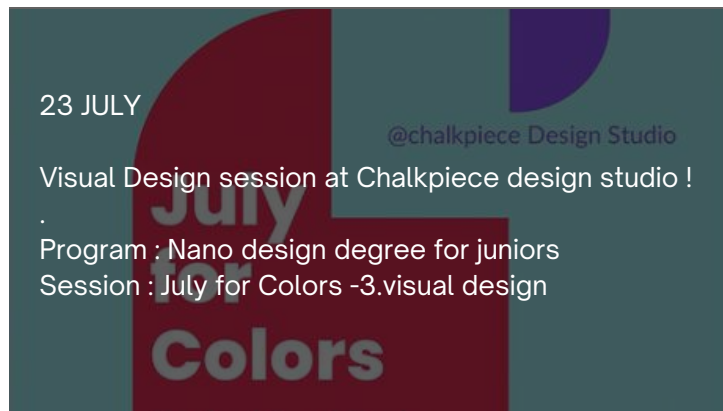 23 JULY
@chalkpiece Design Studio
Visual Design session at Chalkpiece design studio !
.
Program : Nano design degree for juniors
Session : July for Colors -3.visual design
July
for
Colors